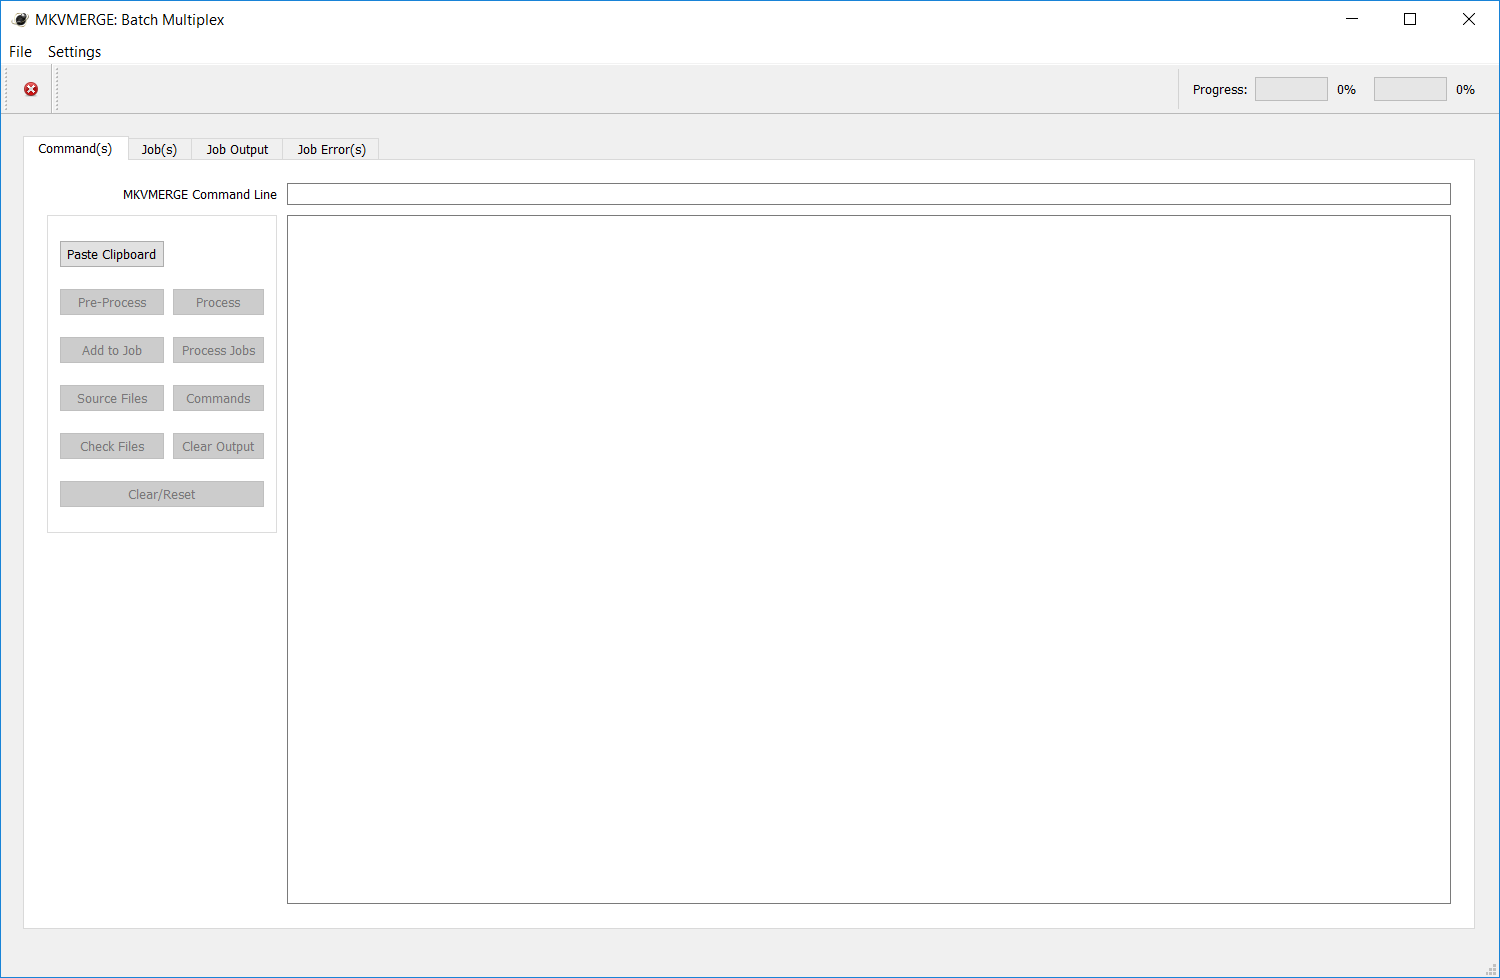 MKVMERGE: Batch Multiplex
File Settings
Progress: 0% 0%
Command(s) Job(s) Job Output Job Error(s)
MKVMERGE Command Line
Paste Clipboard
Pre-Process Process
Add to Job Process Jobs
Source Files Commands
Check Files Clear Output
Clear/Reset